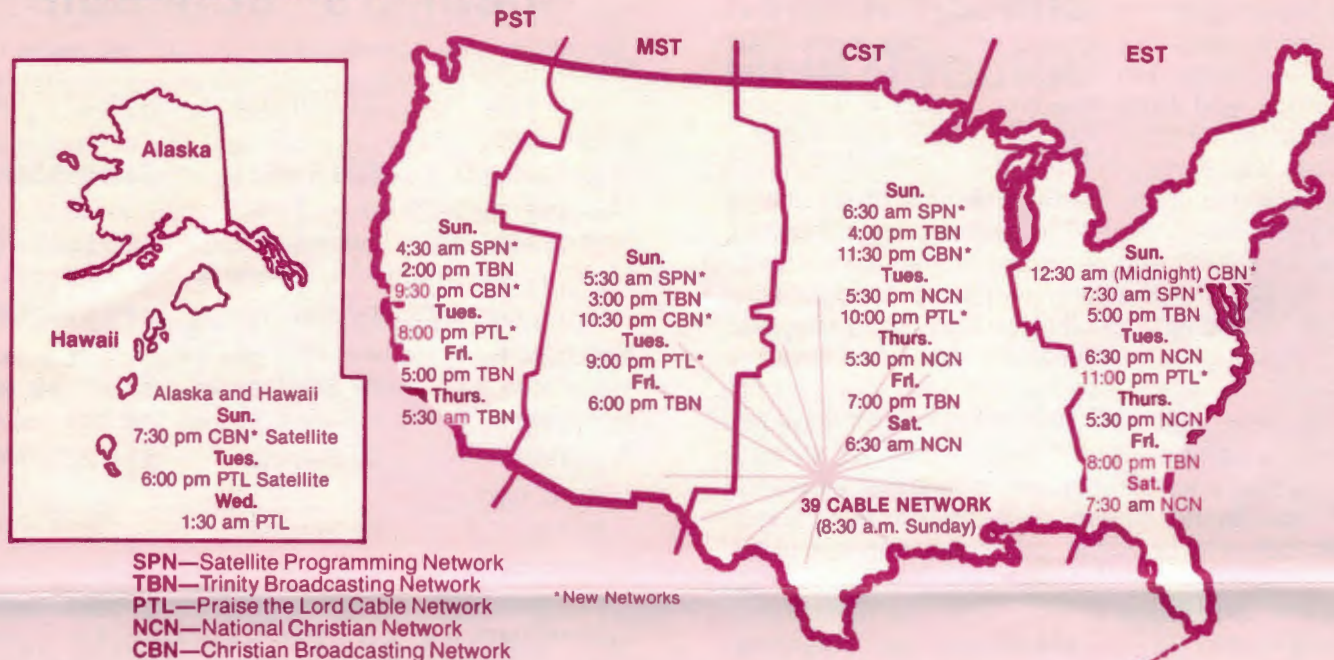 PST
MST
CST
EST
Alaska
Hawaii
Alaska and Hawaii
Sun.
7:30 pm CBN* Satellite
Tues.
6:00 pm PTL Satellite
Wed.
1:30 am PTL
Sun.
4:30 am SPN*
2:00 pm TBN
9:30 pm CBN*
Tues.
8:00 pm PTL*
Fri.
5:00 pm TBN
Thurs.
5:30 am TBN
Sun.
5:30 am SPN*
3:00 pm TBN
10:30 pm CBN*
Tues.
9:00 pm PTL*
Fri.
6:00 pm TBN
Sun.
6:30 am SPN*
4:00 pm TBN
11:30 pm CBN*
Tues.
5:30 pm NCN
10:00 pm PTL*
Thurs.
5:30 pm NCN
Fri.
7:00 pm TBN
Sat.
6:30 am NCN
39 CABLE NETWORK
(8:30 a.m. Sunday)
Sun.
12:30 am (Midnight) CBN*
7:30 am SPN*
5:00 pm TBN
Tues.
6:30 pm NCN
11:00 pm PTL*
Thurs.
5:30 pm NCN
Fri.
8:00 pm TBN
Sat.
7:30 am NCN
SPN—Satellite Programming Network
TBN—Trinity Broadcasting Network
PTL—Praise the Lord Cable Network
NCN—National Christian Network
CBN—Christian Broadcasting Network
*New Networks